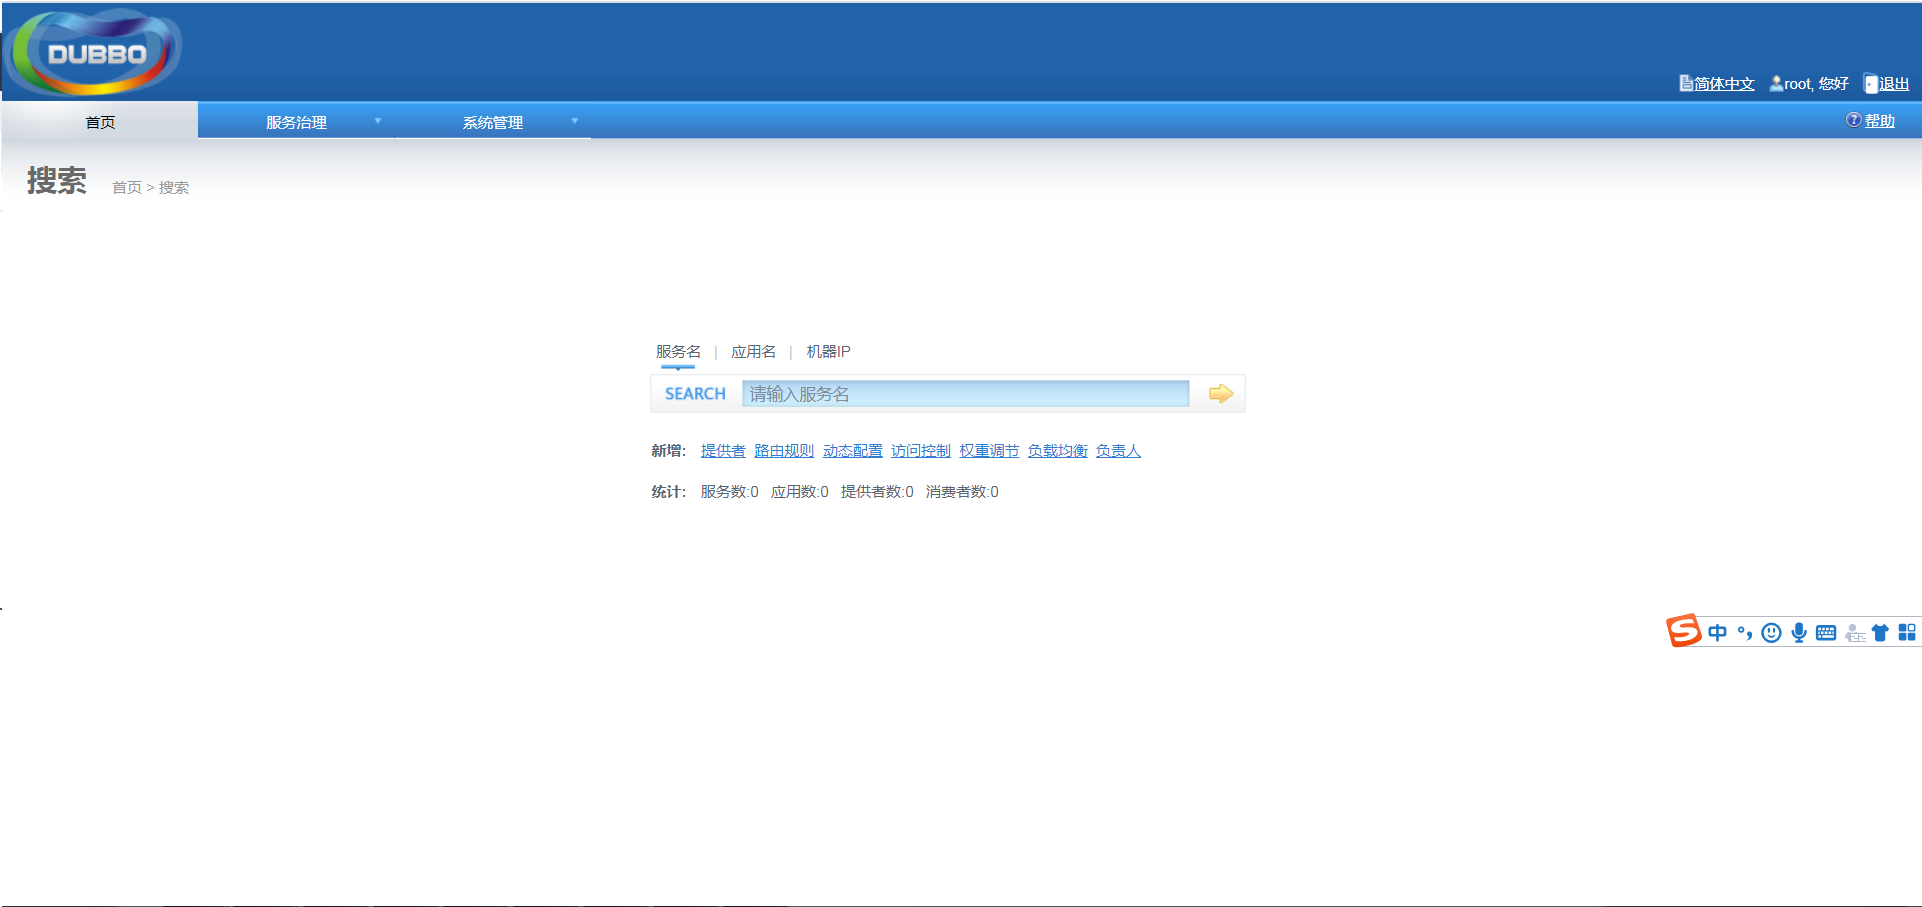 DUBBO
简体中文 root, 您好 退出
首页 服务治理 系统管理 帮助
搜索 首页 > 搜索
服务名 | 应用名 | 机器IP
SEARCH 请输入服务名
新增： 提供者 路由规则 动态配置 访问控制 权重调节 负载均衡 负责人
统计： 服务数:0 应用数:0 提供者数:0 消费者数:0
S 中 °,